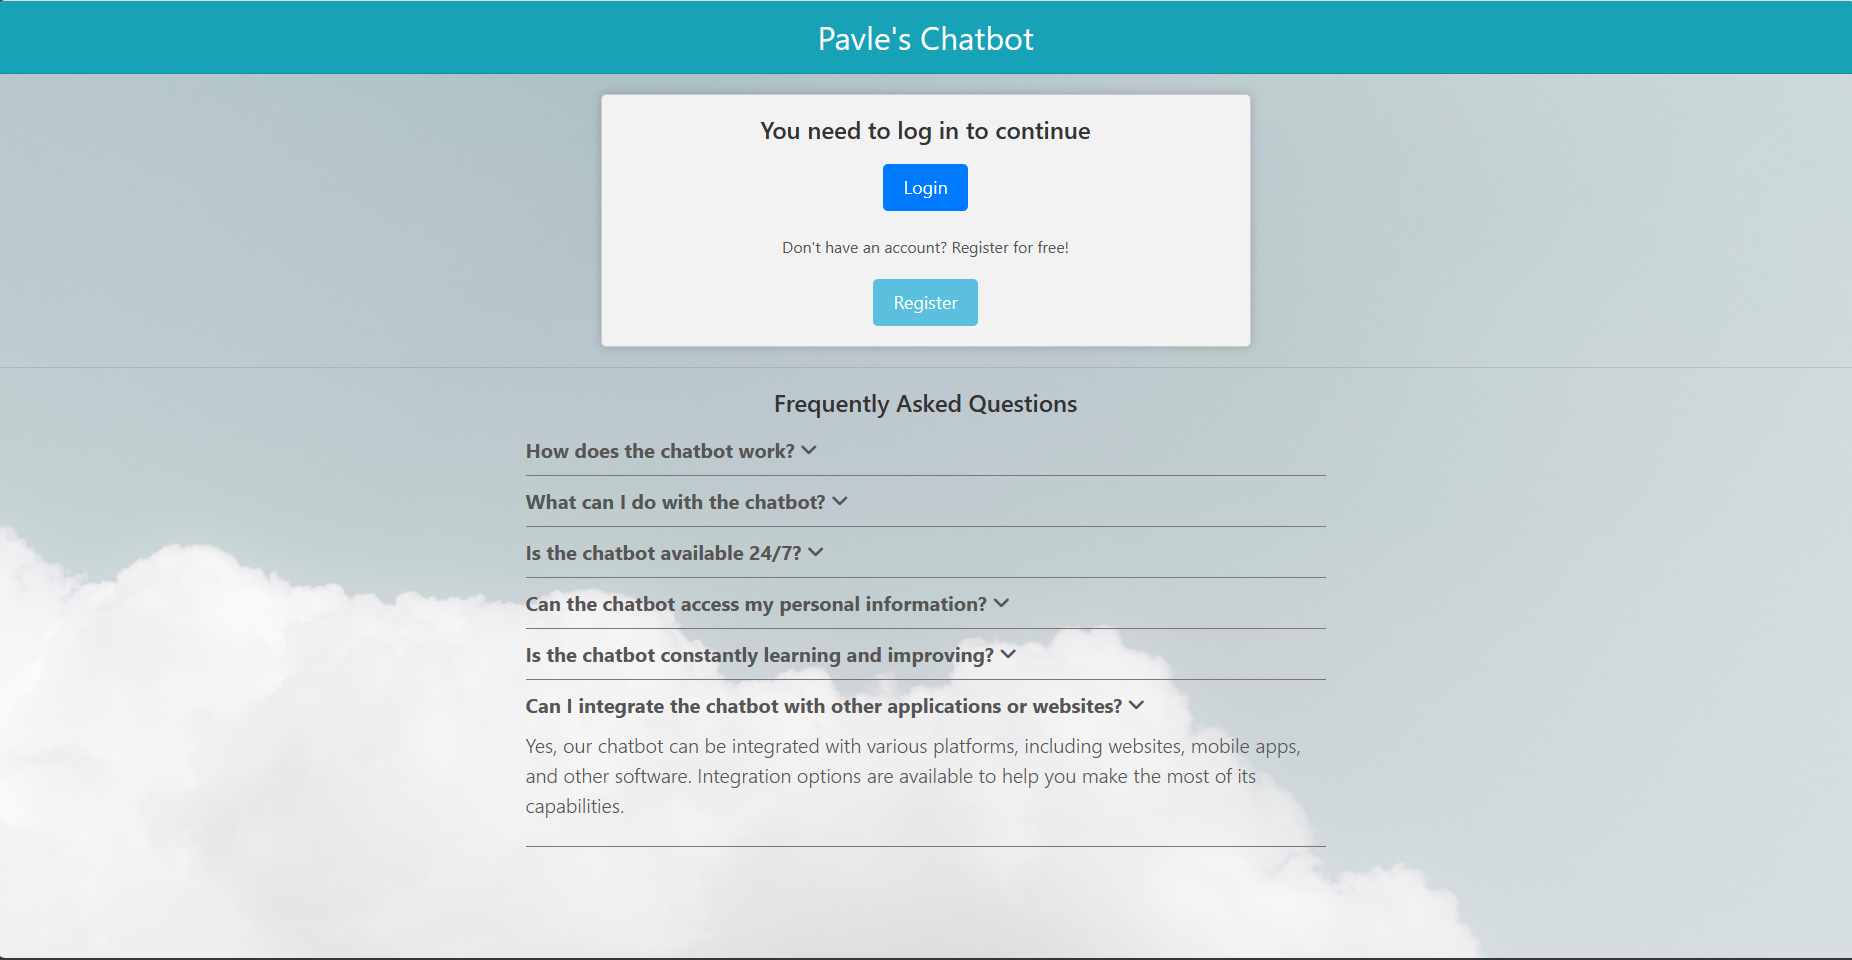 Pavle's Chatbot
You need to log in to continue
Login
Don't have an account? Register for free!
Register
Frequently Asked Questions
How does the chatbot work?
What can I do with the chatbot?
Is the chatbot available 24/7?
Can the chatbot access my personal information?
Is the chatbot constantly learning and improving?
Can I integrate the chatbot with other applications or websites?
Yes, our chatbot can be integrated with various platforms, including websites, mobile apps,
and other software. Integration options are available to help you make the most of its
capabilities.